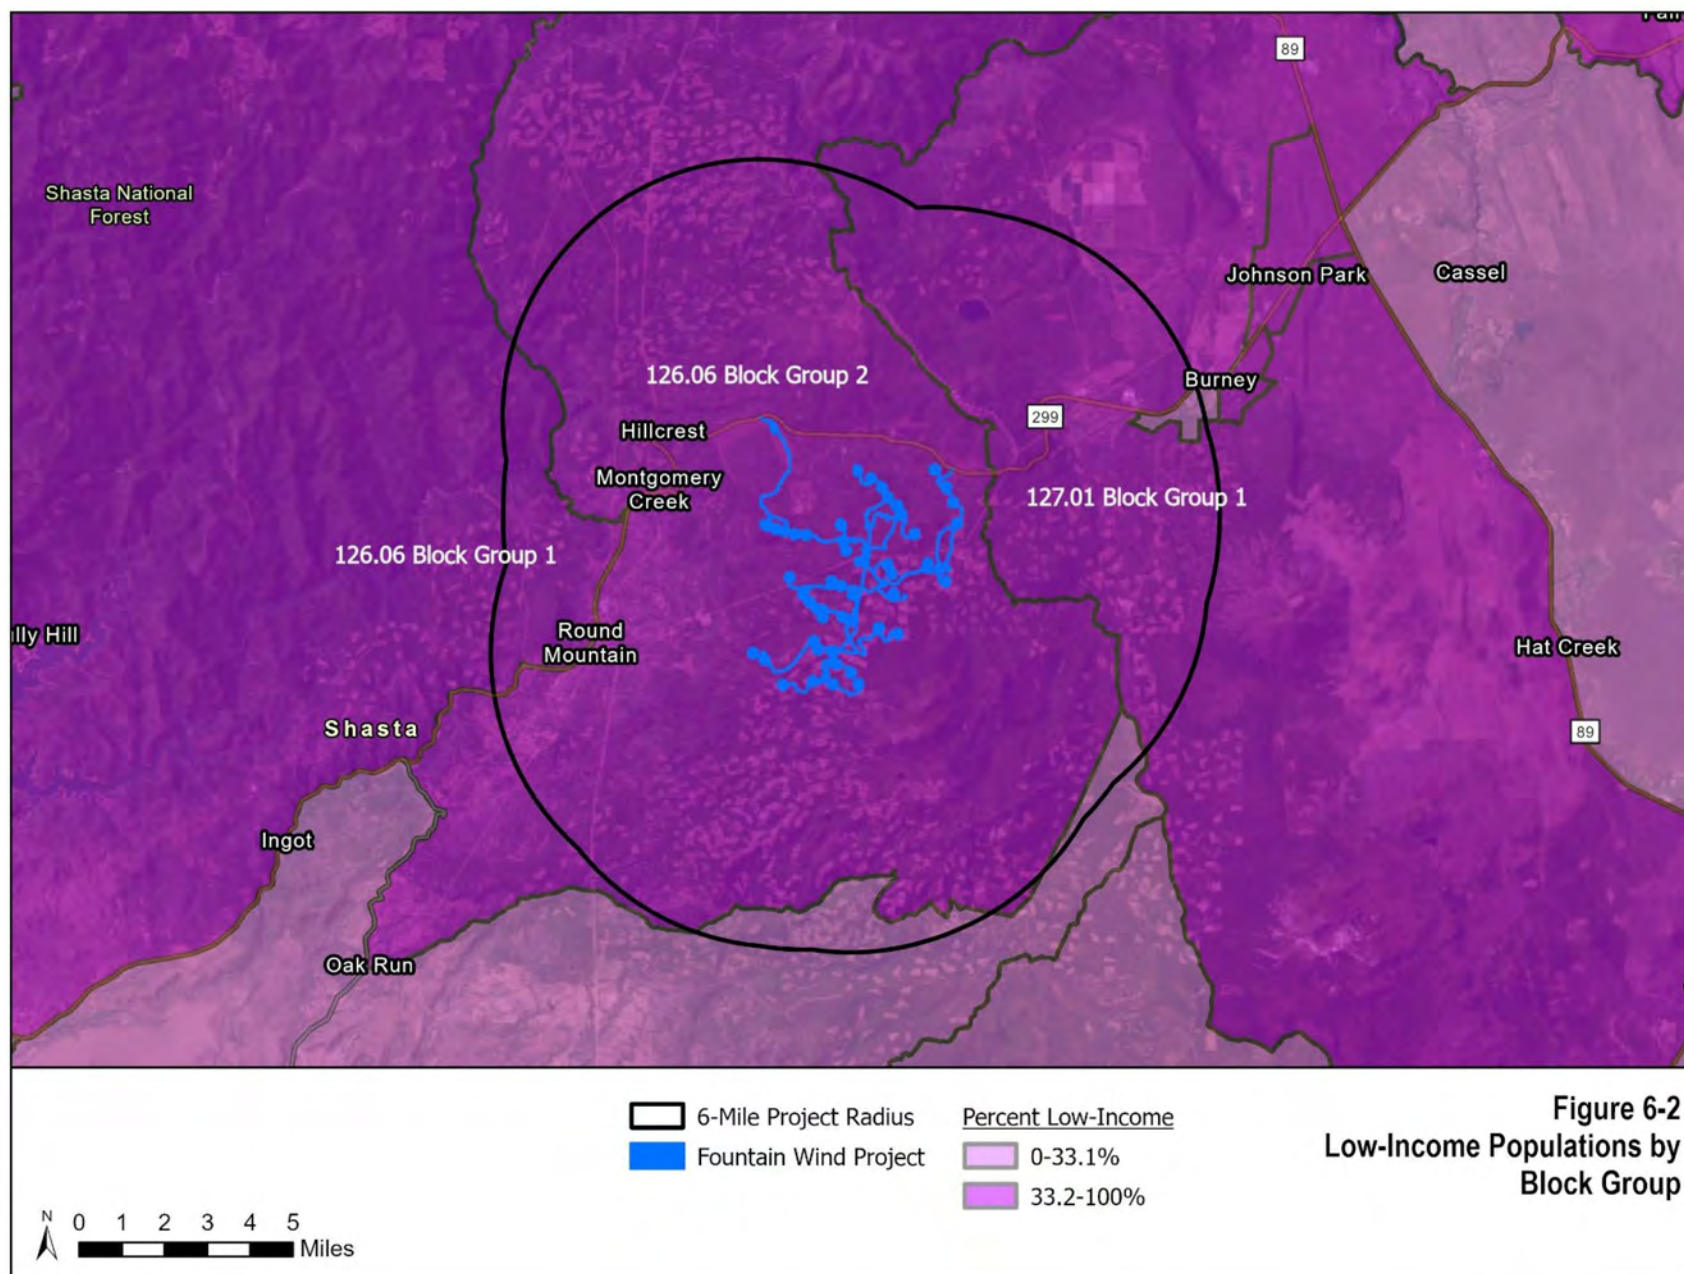 89
Shasta National
Forest
Johnson Park
Cassel
126.06 Block Group 2
Burney
299
Hillcrest
Montgomery
Creek
127.01 Block Group 1
126.06 Block Group 1
Round
Mountain
Hat Creek
Shasta
89
Ingot
Oak Run
6-Mile Project Radius
Fountain Wind Project
Percent Low-Income
0-33.1%
33.2-100%
Figure 6-2
Low-Income Populations by
Block Group
N
0 1 2 3 4 5
Miles